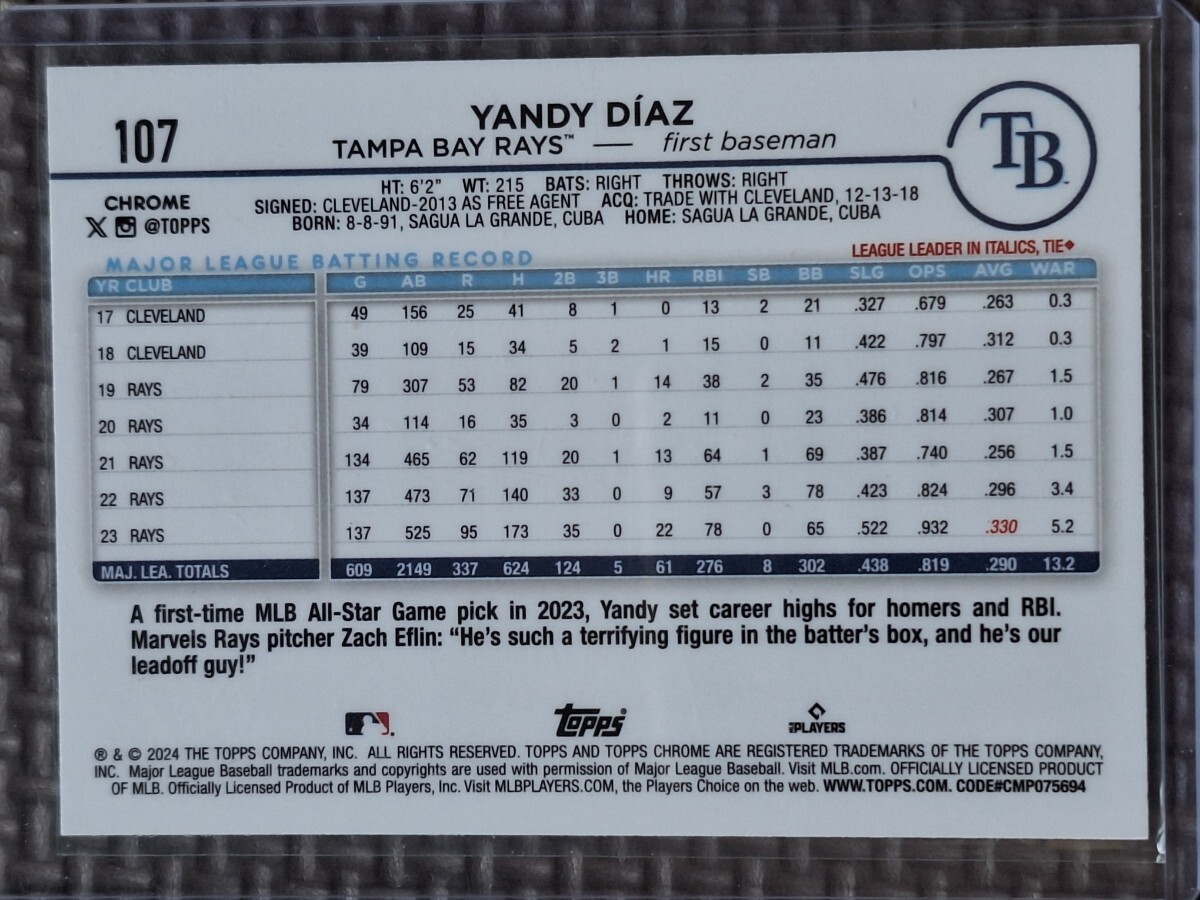 107
YANDY DÍAZ
TAMPA BAY RAYS™ — first baseman
TB
CHROME
@TOPPS
HT: 6'2" WT: 215 BATS: RIGHT THROWS: RIGHT
SIGNED: CLEVELAND-2013 AS FREE AGENT ACQ: TRADE WITH CLEVELAND, 12-13-18
BORN: 8-8-91, SAGUA LA GRANDE, CUBA HOME: SAGUA LA GRANDE, CUBA
MAJOR LEAGUE BATTING RECORD
LEAGUE LEADER IN ITALICS, TIE◆
YR CLUB G AB R H 2B 3B HR RBI SB BB SLG OPS AVG WAR
17 CLEVELAND 49 156 25 41 8 1 0 13 2 21 .327 .679 .263 0.3
18 CLEVELAND 39 109 15 34 5 2 1 15 0 11 .422 .797 .312 0.3
19 RAYS 79 307 53 82 20 1 14 38 2 35 .476 .816 .267 1.5
20 RAYS 34 114 16 35 3 0 2 11 0 23 .386 .814 .307 1.0
21 RAYS 134 465 62 119 20 1 13 64 1 69 .387 .740 .256 1.5
22 RAYS 137 473 71 140 33 0 9 57 3 78 .423 .824 .296 3.4
23 RAYS 137 525 95 173 35 0 22 78 0 65 .522 .932 .330 5.2
MAJ. LEA. TOTALS 609 2149 337 624 124 5 61 276 8 302 .438 .819 .290 13.2
A first-time MLB All-Star Game pick in 2023, Yandy set career highs for homers and RBI.
Marvels Rays pitcher Zach Eflin: “He’s such a terrifying figure in the batter’s box, and he’s our
leadoff guy!”
Topps
PLAYERS
® & © 2024 THE TOPPS COMPANY, INC. ALL RIGHTS RESERVED. TOPPS AND TOPPS CHROME ARE REGISTERED TRADEMARKS OF THE TOPPS COMPANY,
INC. Major League Baseball trademarks and copyrights are used with permission of Major League Baseball. Visit MLB.com. OFFICIALLY LICENSED PRODUCT
OF MLB. Officially Licensed Product of MLB Players, Inc. Visit MLBPLAYERS.COM, the Players Choice on the web. WWW.TOPPS.COM. CODE#CMP075694